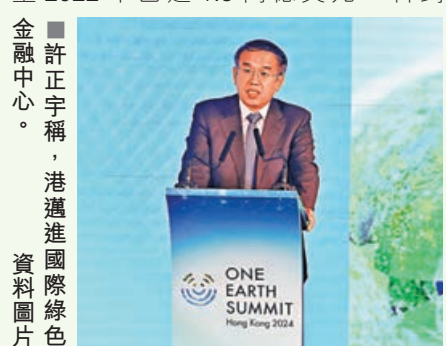 ■許正宇稱，港邁進國際綠色
金融中心。
資料圖片
ONE
EARTH
SUMMIT
Hong Kong 2024